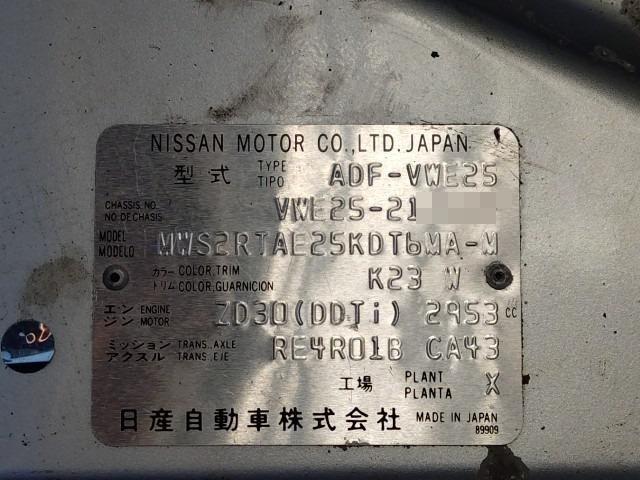 NISSAN MOTOR CO.,LTD. JAPAN
型式 TYPE TIPO ADF-VWE25
CHASSIS NO. NO.DE CHASIS VWE25-21
MODEL MODELO MWS2RTAE25KDT6MA-M
カラー COLOR,TRIM トリム COLOR,GUARNICION K23 W
エンジン ENGINE MOTOR ZD30(DDTi) 2953 CC
ミッション TRANS.AXLE アクスル TRANS.EJE RE4R01B CA43
工場 PLANT PLANTA X
日産自動車株式会社 MADE IN JAPAN
89909